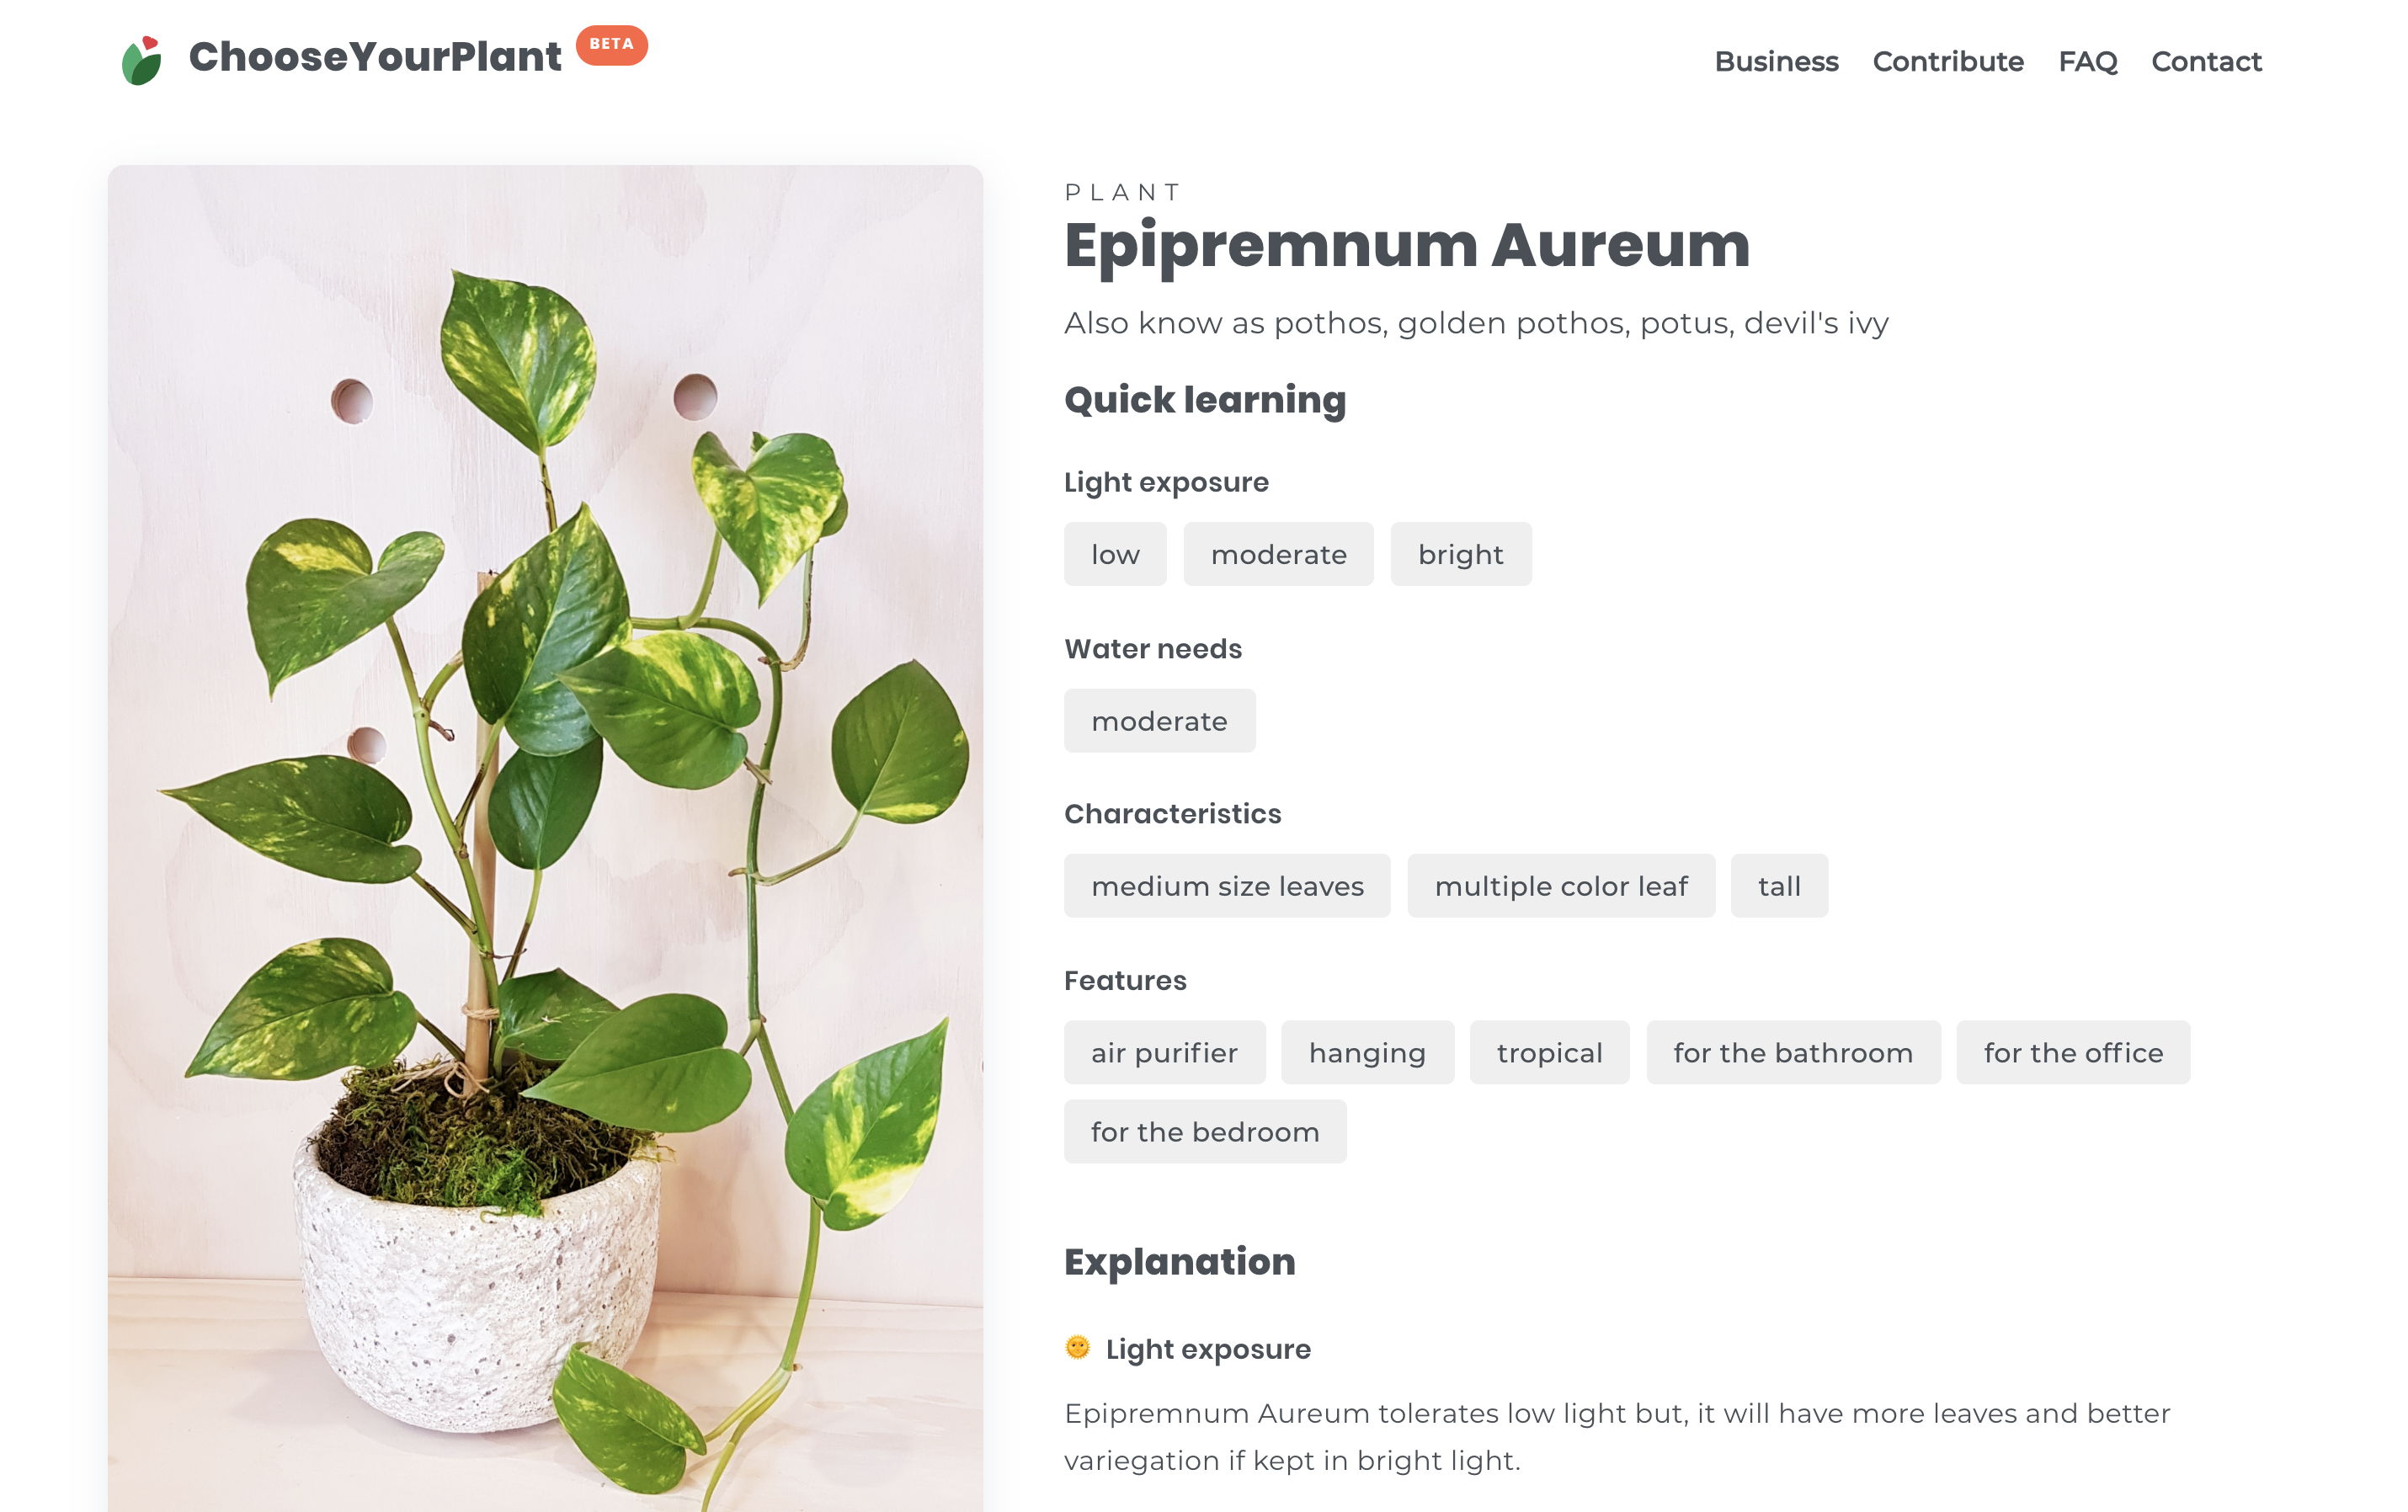 ChooseYourPlant BETA
Business Contribute FAQ Contact
PLANT
Epipremnum Aureum
Also know as pothos, golden pothos, potus, devil's ivy
Quick learning
Light exposure
low moderate bright
Water needs
moderate
Characteristics
medium size leaves multiple color leaf tall
Features
air purifier hanging tropical for the bathroom for the office
for the bedroom
Explanation
Light exposure
Epipremnum Aureum tolerates low light but, it will have more leaves and better
variegation if kept in bright light.